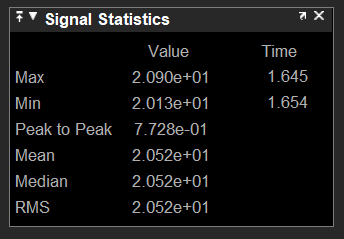 Signal Statistics
Value Time
Max 2.090e+01 1.645
Min 2.013e+01 1.654
Peak to Peak 7.728e-01
Mean 2.052e+01
Median 2.052e+01
RMS 2.052e+01